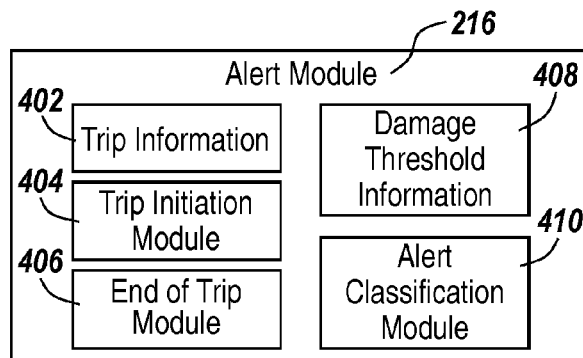 216
Alert Module
402
Trip Information
404
Trip Initiation
Module
406
End of Trip
Module
408
Damage
Threshold
Information
410
Alert
Classification
Module